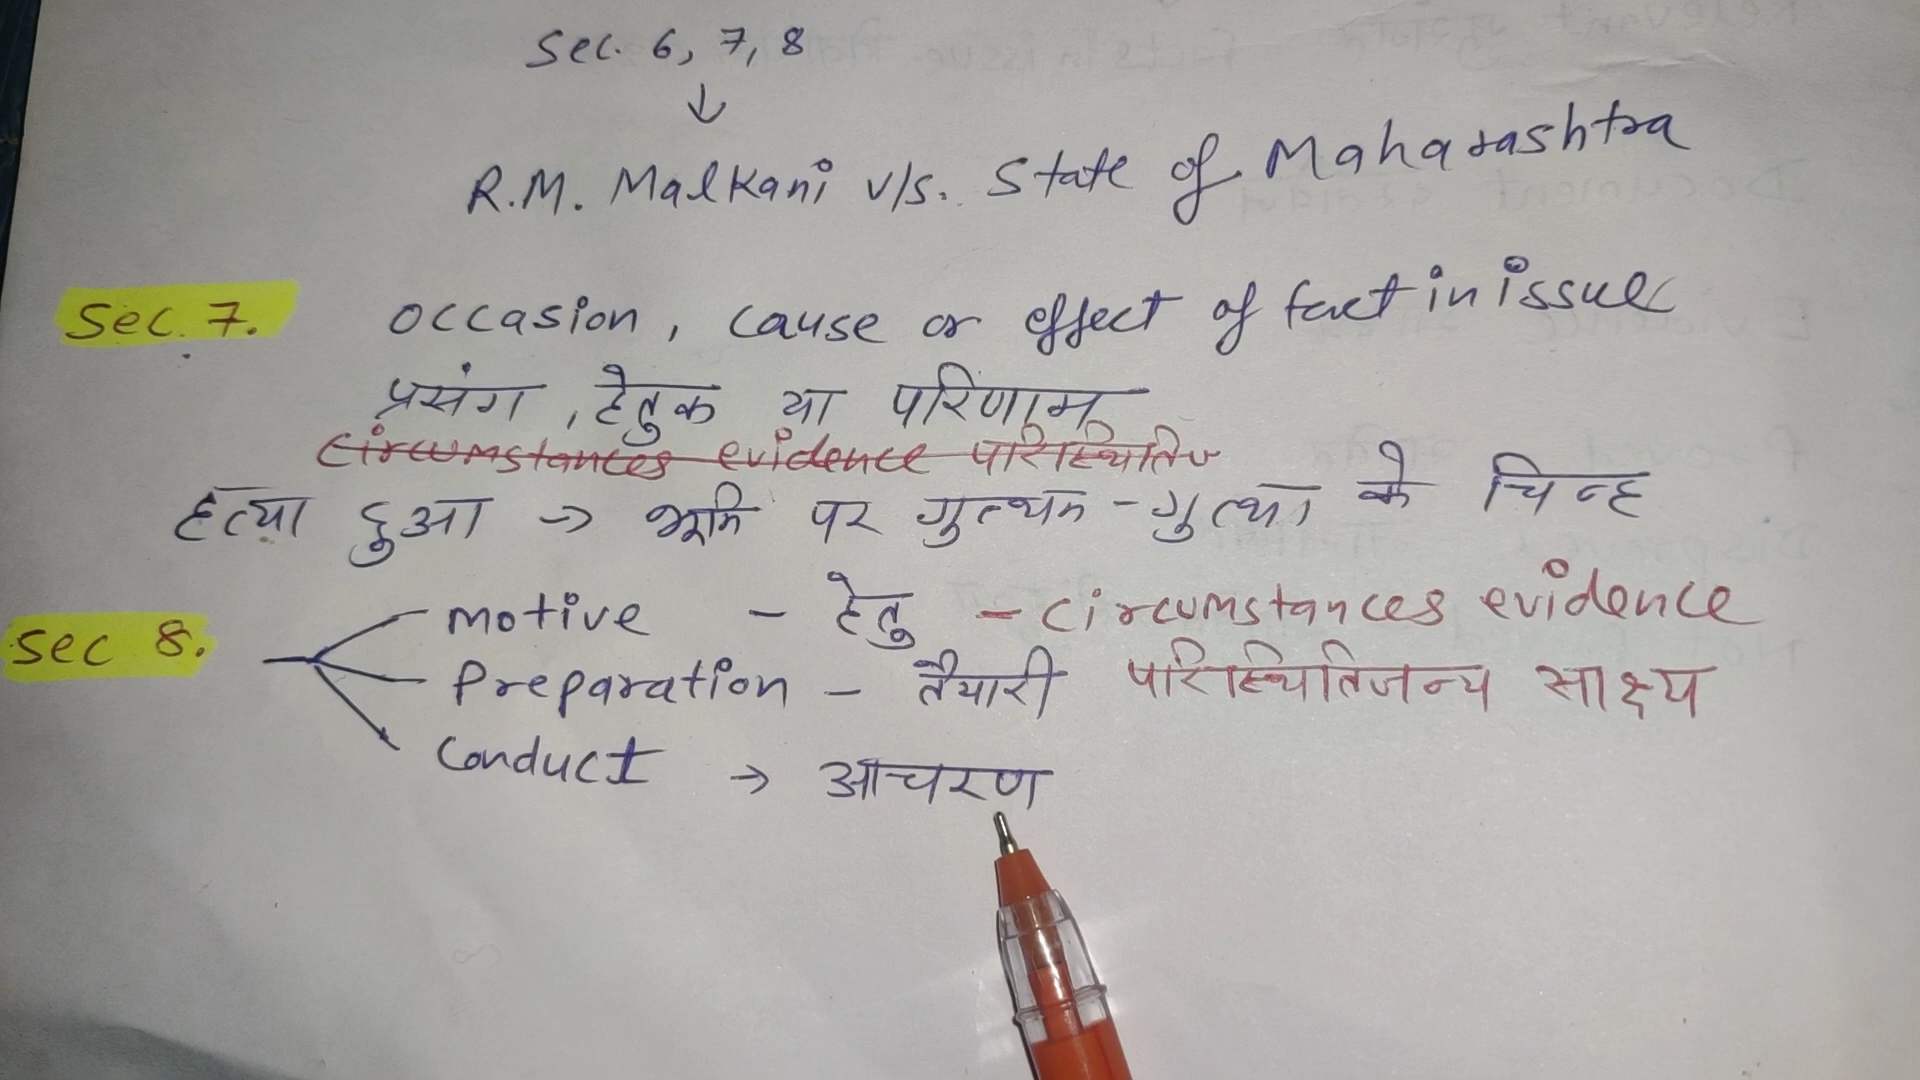 Sec. 6, 7, 8
↓
R.M. Malkani v/s. State of Maharashtra
Sec. 7. occasion, cause or effect of fact in issue
प्रसंग, हेतुक या परिणाम
circumstances evidence परिस्थितिज
हत्या हुआ → भूमि पर गुत्थम-गुत्था के चिन्ह
Sec 8. Motive - हेतु - circumstances evidence
Preparation - तैयारी परिस्थितिजन्य साक्ष्य
Conduct → आचरण